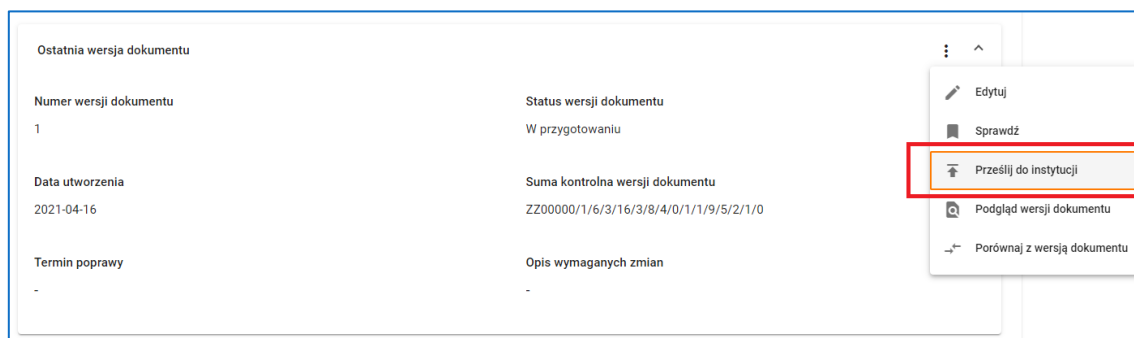 Ostatnia wersja dokumentu
Numer wersji dokumentu
1
Status wersji dokumentu
W przygotowaniu
Data utworzenia
2021-04-16
Suma kontrolna wersji dokumentu
ZZ00000/1/6/3/16/3/8/4/0/1/1/9/5/2/1/0
Termin poprawy
-
Opis wymaganych zmian
-
Edytuj
Sprawdź
Prześlij do instytucji
Podgląd wersji dokumentu
Porównaj z wersją dokumentu